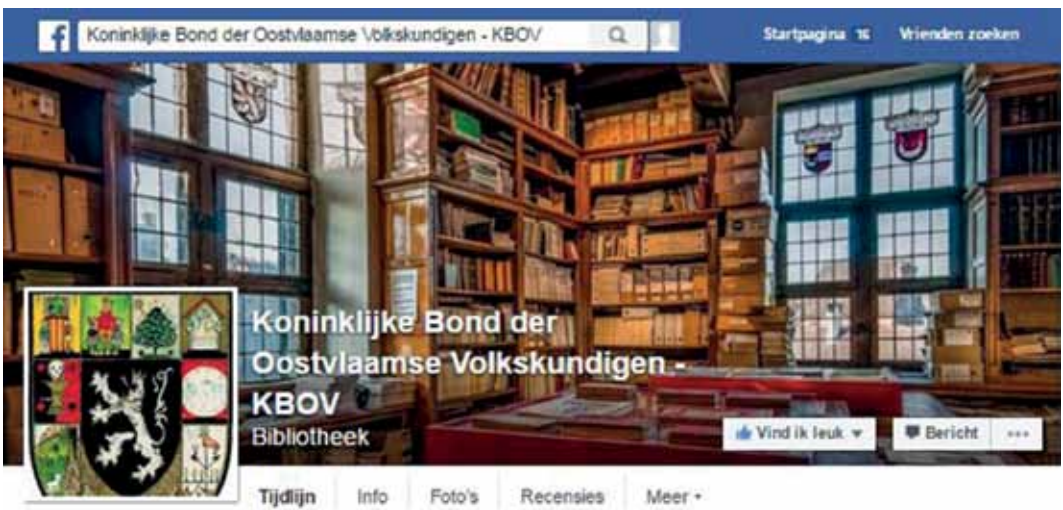 Koninklijke Bond der Oostvlaamse Volkskundigen - KBOV
Startpagina 16 Vrienden zoeken
Koninklijke Bond der
Oostvlaamse Volkskundigen -
KBOV
Bibliotheek
Vind ik leuk Bericht
Tijdlijn Info Foto's Recensies Meer